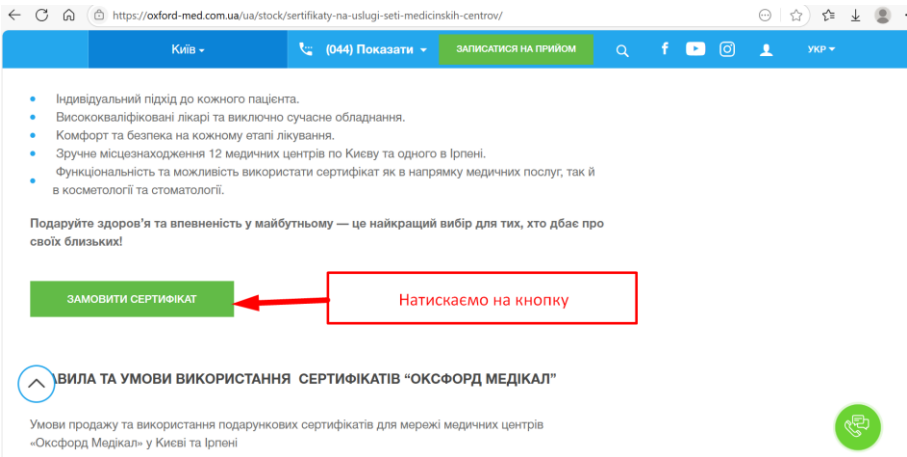 https://oxford-med.com.ua/ua/stock/sertifikaty-na-uslugi-seti-medicinskih-centrov/
Київ
(044) Показати
ЗАПИСАТИСЯ НА ПРИЙОМ
УКР
Індивідуальний підхід до кожного пацієнта.
Висококваліфіковані лікарі та виключно сучасне обладнання.
Комфорт та безпека на кожному етапі лікування.
Зручне місцезнаходження 12 медичних центрів по Києву та одного в Ірпені.
Функціональність та можливість використати сертифікат як в напрямку медичних послуг, так й
в косметології та стоматології.
Подаруйте здоров'я та впевненість у майбутньому — це найкращий вибір для тих, хто дбає про
своїх близьких!
ЗАМОВИТИ СЕРТИФІКАТ
Натискаємо на кнопку
АВИЛА ТА УМОВИ ВИКОРИСТАННЯ СЕРТИФІКАТІВ “ОКСФОРД МЕДІКАЛ”
Умови продажу та використання подарункових сертифікатів для мережі медичних центрів
«Оксфорд Медікал» у Києві та Ірпені